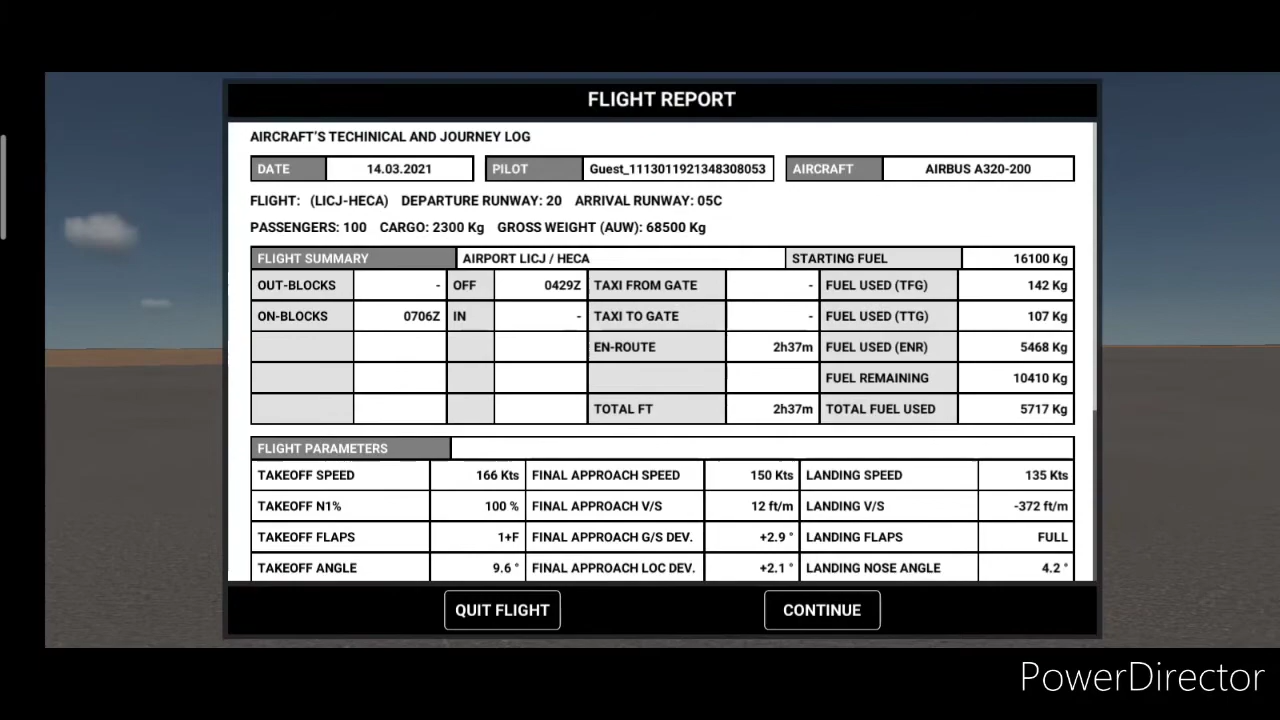 FLIGHT REPORT
AIRCRAFT'S TECHINICAL AND JOURNEY LOG
DATE 14.03.2021 PILOT Guest_1113011921348308053 AIRCRAFT AIRBUS A320-200
FLIGHT: (LICJ-HECA) DEPARTURE RUNWAY: 20 ARRIVAL RUNWAY: 05C
PASSENGERS: 100 CARGO: 2300 Kg GROSS WEIGHT (AUW): 68500 Kg
FLIGHT SUMMARY AIRPORT LICJ / HECA STARTING FUEL 16100 Kg
OUT-BLOCKS - OFF 0429Z TAXI FROM GATE - FUEL USED (TFG) 142 Kg
ON-BLOCKS 0706Z IN - TAXI TO GATE - FUEL USED (TTG) 107 Kg
EN-ROUTE 2h37m FUEL USED (ENR) 5468 Kg
FUEL REMAINING 10410 Kg
TOTAL FT 2h37m TOTAL FUEL USED 5717 Kg
FLIGHT PARAMETERS
TAKEOFF SPEED 166 Kts FINAL APPROACH SPEED 150 Kts LANDING SPEED 135 Kts
TAKEOFF N1% 100 % FINAL APPROACH V/S 12 ft/m LANDING V/S -372 ft/m
TAKEOFF FLAPS 1+F FINAL APPROACH G/S DEV. +2.9 ° LANDING FLAPS FULL
TAKEOFF ANGLE 9.6 ° FINAL APPROACH LOC DEV. +2.1 ° LANDING NOSE ANGLE 4.2 °
QUIT FLIGHT CONTINUE
PowerDirector